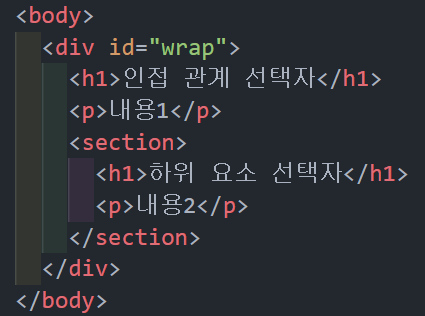 <body>
<div id="wrap">
<h1>인접 관계 선택자</h1>
<p>내용1</p>
<section>
<h1>하위 요소 선택자</h1>
<p>내용2</p>
</section>
</div>
</body>